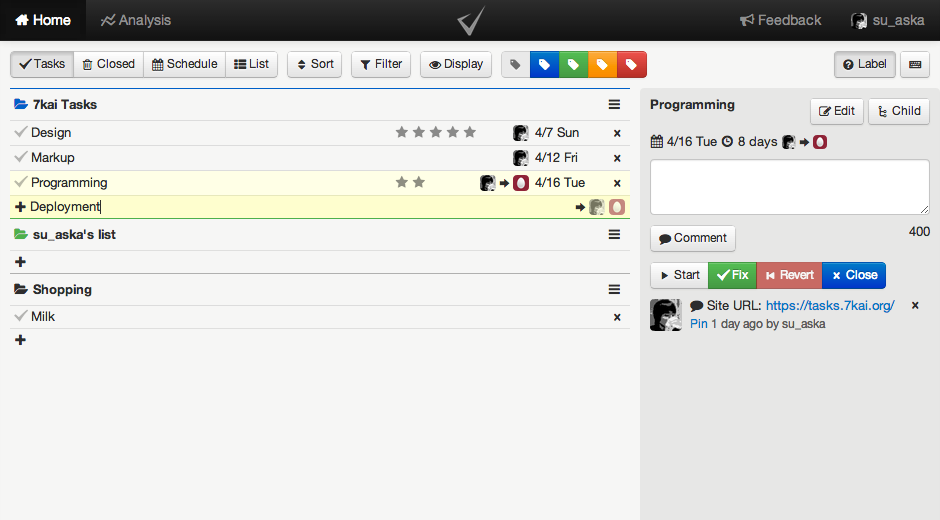 Home Analysis Feedback su_aska
Tasks Closed Schedule List Sort Filter Display Label
7kai Tasks
Design 4/7 Sun x
Markup 4/12 Fri x
Programming 4/16 Tue x
Deployment
su_aska's list
Shopping
Milk x
Programming Edit Child
4/16 Tue 8 days
Comment 400
Start Fix Revert x Close
Site URL: https://tasks.7kai.org/ x
Pin 1 day ago by su_aska